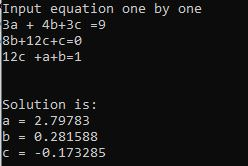 Input equation one by one
3a + 4b+3c =9
8b+12c+c=0
12c +a+b=1
Solution is:
a = 2.79783
b = 0.281588
c = -0.173285